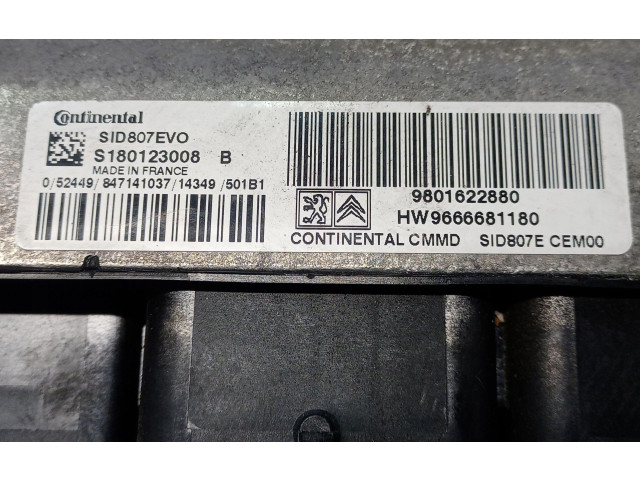 Continental
SID807EVO
S180123008 B
MADE IN FRANCE
0/52449/847141037/14349/501B1
9801622880
HW9666681180
CONTINENTAL CMMD SID807E CEM00